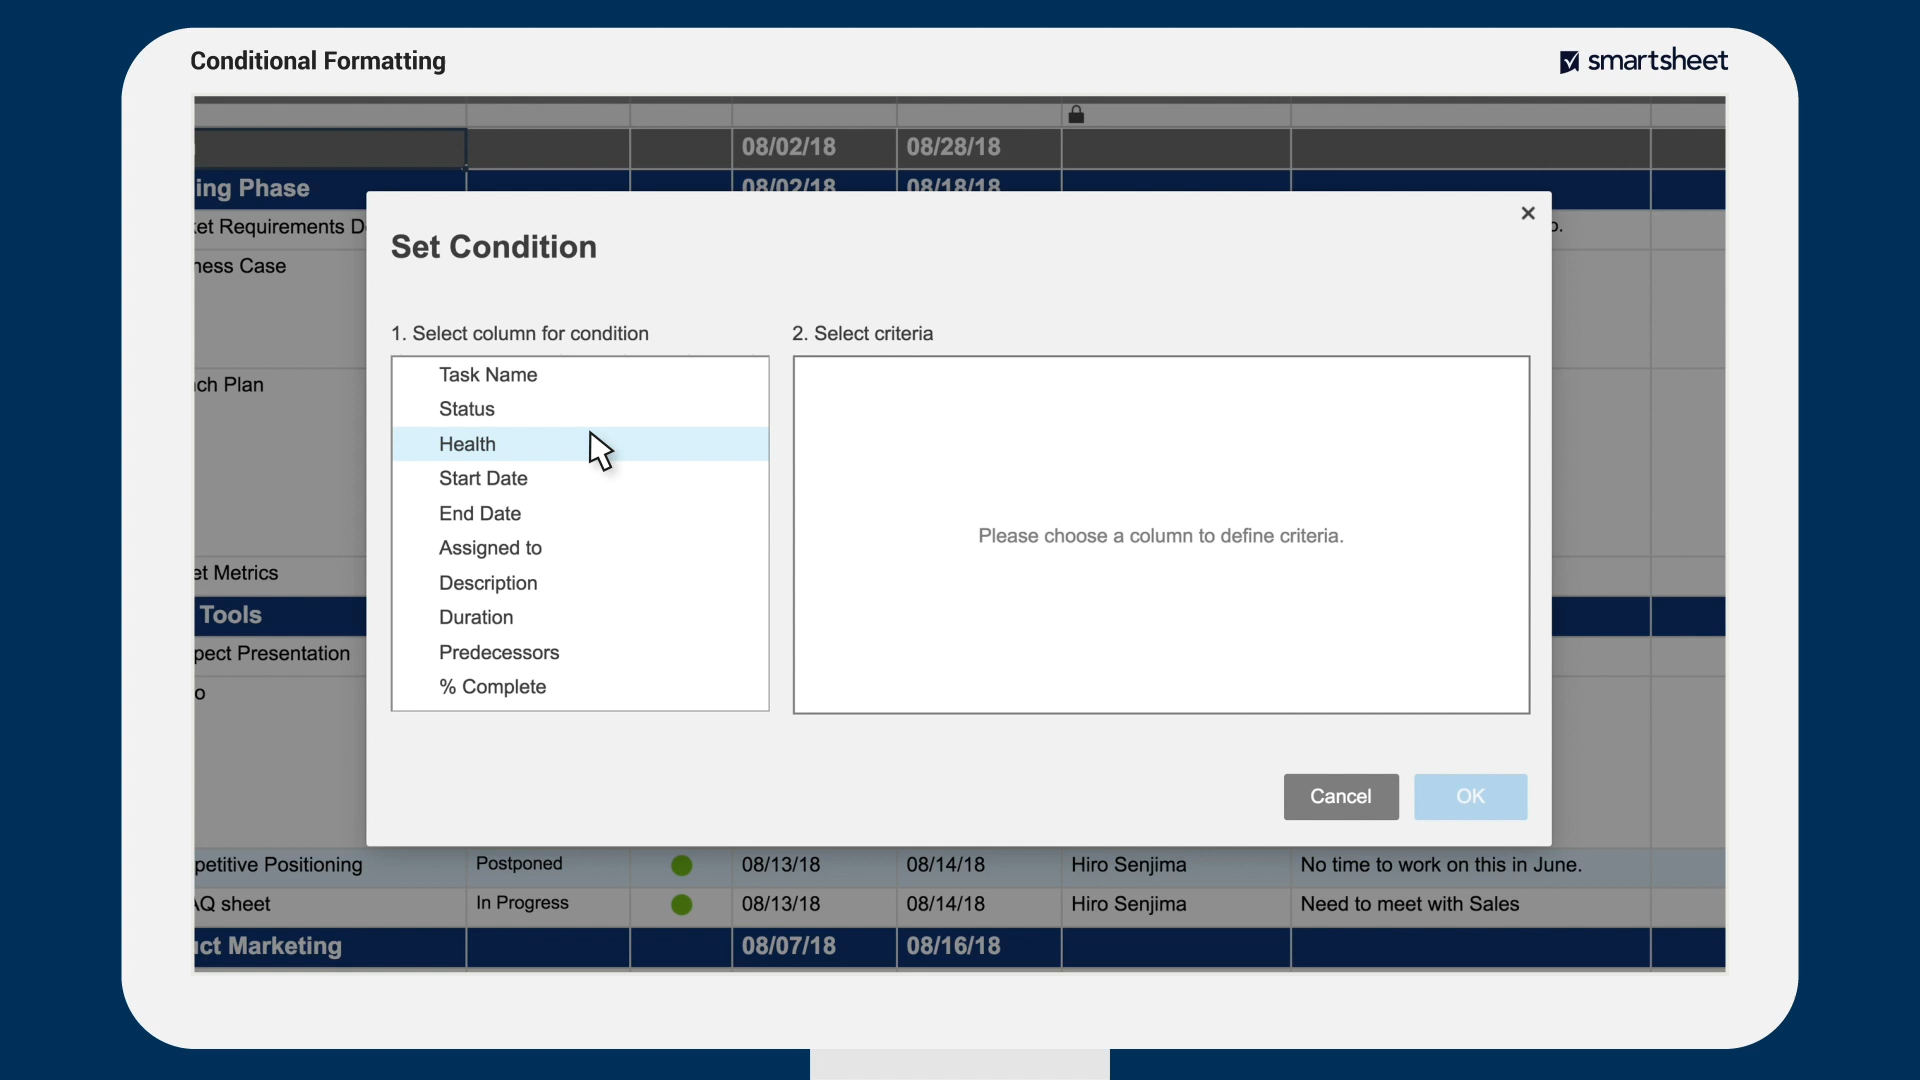 Conditional Formatting
smartsheet
08/02/18 08/28/18
ing Phase 08/02/18 08/18/18
et Requirements D
ness Case
ch Plan
et Metrics
Tools
pect Presentation
o
×
Set Condition
1. Select column for condition
Task Name
Status
Health
Start Date
End Date
Assigned to
Description
Duration
Predecessors
% Complete
2. Select criteria
Please choose a column to define criteria.
Cancel OK
petitive Positioning Postponed 08/13/18 08/14/18 Hiro Senjima No time to work on this in June.
AQ sheet In Progress 08/13/18 08/14/18 Hiro Senjima Need to meet with Sales
ct Marketing 08/07/18 08/16/18